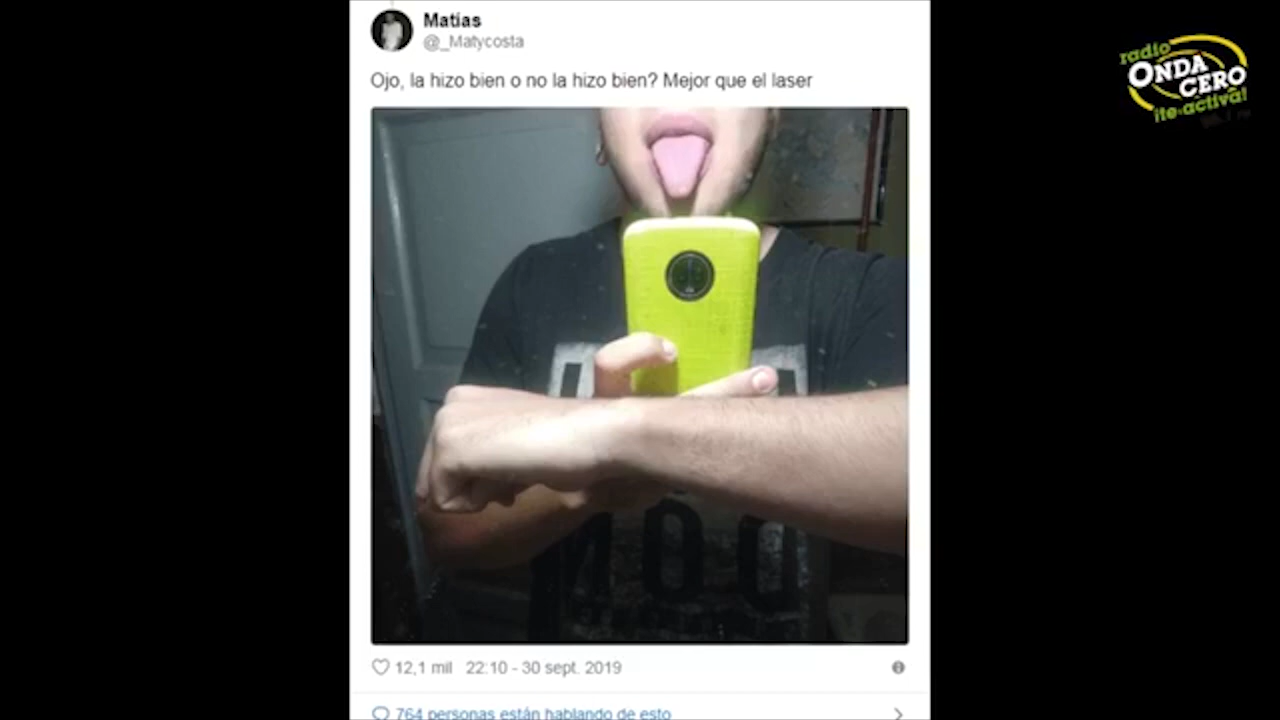 Matías
@_Matycosta
Ojo, la hizo bien o no la hizo bien? Mejor que el laser
12,1 mil 22:10 - 30 sept. 2019
764 personas están hablando de esto
radio
ONDA
CERO
¡te activa!